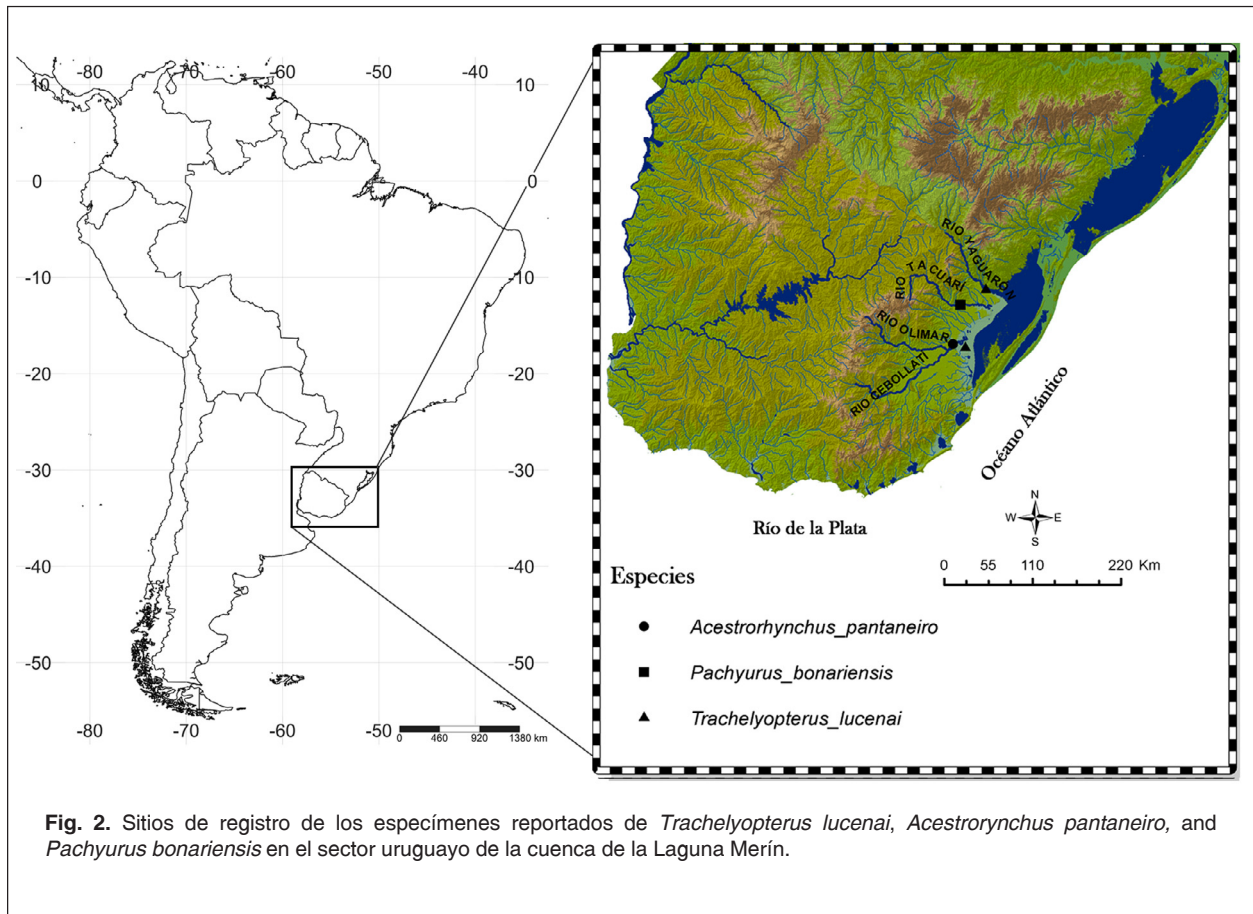 -80
-70
-60
-50
-40
10
10
0
0
-10
-10
-20
-20
-30
-30
-40
-40
-50
-50
-80
-70
-60
-50
0 460 920 1380 km
RIO YAGUARON
RIO TACUARÍ
RIO OLIMAR
RIO CEBOLLATÍ
Océano Atlántico
Río de la Plata
N
W E
S
0 55 110 220 Km
Especies
Acestrorhynchus_pantaneiro
Pachyurus_bonariensis
Trachelyopterus_lucenai
Fig. 2. Sitios de registro de los especímenes reportados de Trachelyopterus lucenai, Acestrorynchus pantaneiro, and
Pachyurus bonariensis en el sector uruguayo de la cuenca de la Laguna Merín.